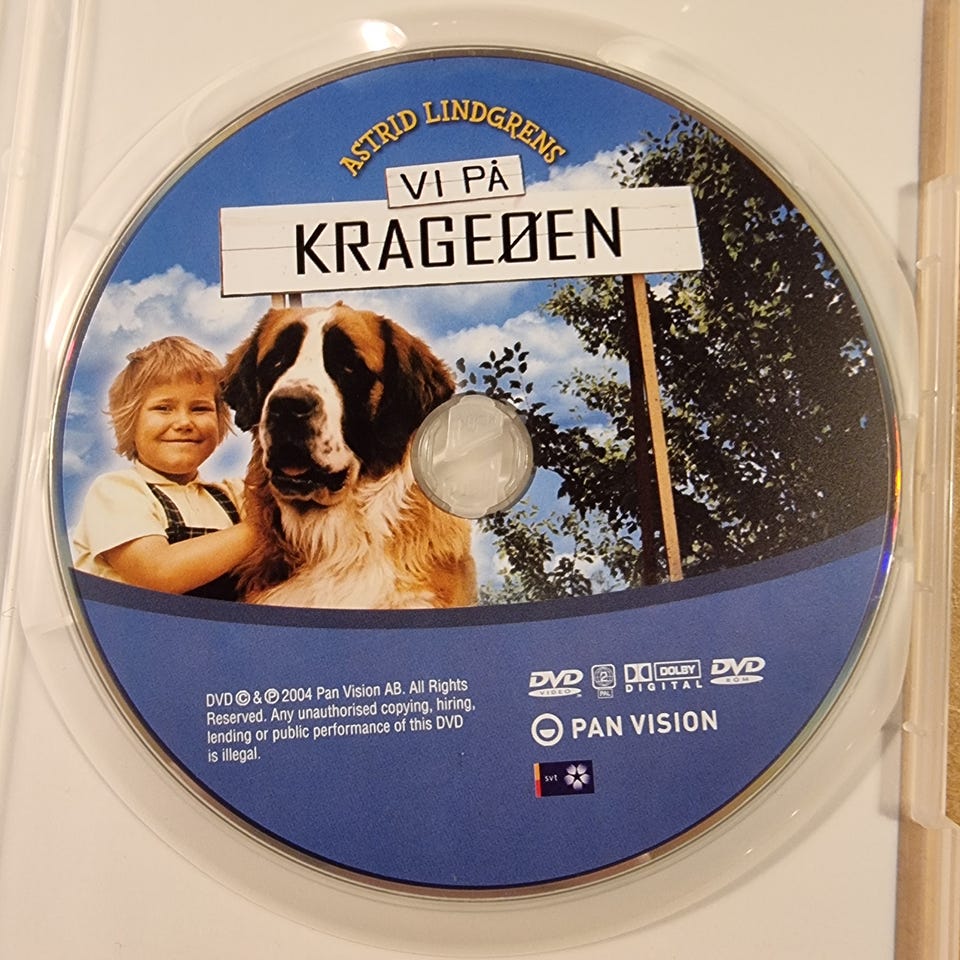 ASTRID LINDGRENS
VI PÅ
KRAGEØEN
DVD © & ℗ 2004 Pan Vision AB. All Rights
Reserved. Any unauthorised copying, hiring,
lending or public performance of this DVD
is illegal.
DVD VIDEO
2 PAL
DOLBY DIGITAL
DVD ROM
PAN VISION
svt